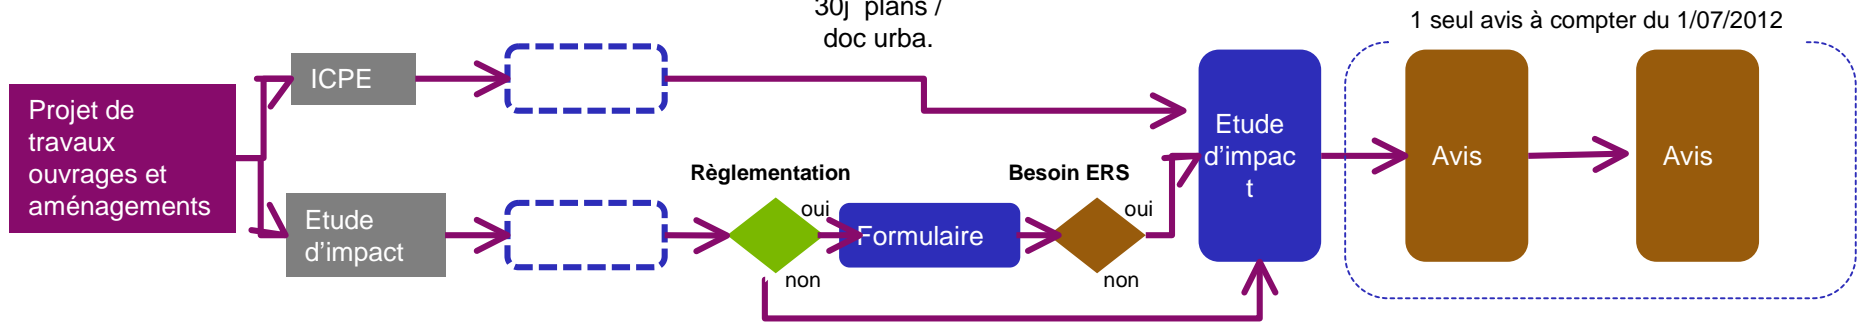 30j plans /
doc urba.
1 seul avis à compter du 1/07/2012
ICPE
Projet de
travaux
ouvrages et
aménagements
Etude
d’impac
t
Avis
Avis
Règlementation
Besoin ERS
oui
oui
Etude
d’impact
Formulaire
non
non